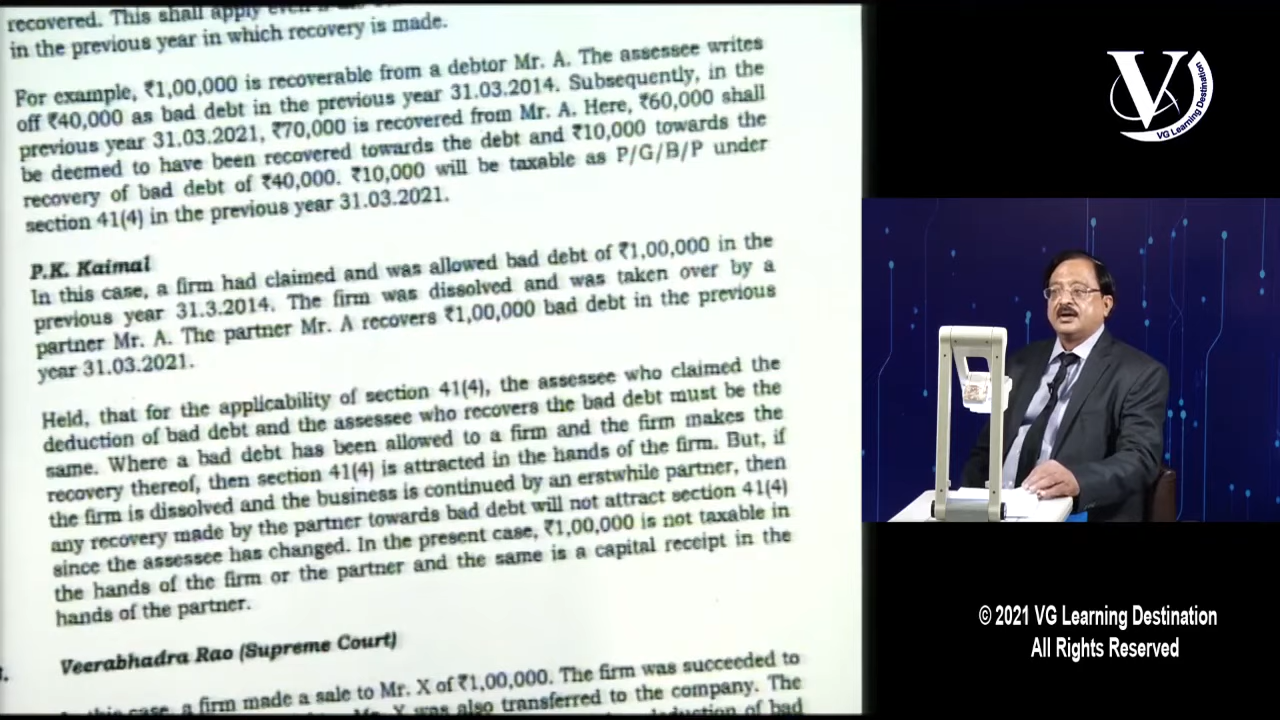 recovered. This shall apply even
in the previous year in which recovery is made.
For example, ₹1,00,000 is recoverable from a debtor Mr. A. The assessee writes
off ₹40,000 as bad debt in the previous year 31.03.2014. Subsequently, in the
previous year 31.03.2021, ₹70,000 is recovered from Mr. A. Here, ₹60,000 shall
be deemed to have been recovered towards the debt and ₹10,000 towards the
recovery of bad debt of ₹40,000. ₹10,000 will be taxable as P/G/B/P under
section 41(4) in the previous year 31.03.2021.
P.K. Kaimal
In this case, a firm had claimed and was allowed bad debt of ₹1,00,000 in the
previous year 31.3.2014. The firm was dissolved and was taken over by a
partner Mr. A. The partner Mr. A recovers ₹1,00,000 bad debt in the previous
year 31.03.2021.
Held, that for the applicability of section 41(4), the assessee who claimed the
deduction of bad debt and the assessee who recovers the bad debt must be the
same. Where a bad debt has been allowed to a firm and the firm makes the
recovery thereof, then section 41(4) is attracted in the hands of the firm. But, if
the firm is dissolved and the business is continued by an erstwhile partner, then
any recovery made by the partner towards bad debt will not attract section 41(4)
since the assessee has changed. In the present case, ₹1,00,000 is not taxable in
the hands of the firm or the partner and the same is a capital receipt in the
hands of the partner.
Veerabhadra Rao (Supreme Court)
case, a firm made a sale to Mr. X of ₹1,00,000. The firm was succeeded to
Mr. X was also transferred to the company. The
deduction of bad
V
VG Learning Destination
© 2021 VG Learning Destination
All Rights Reserved